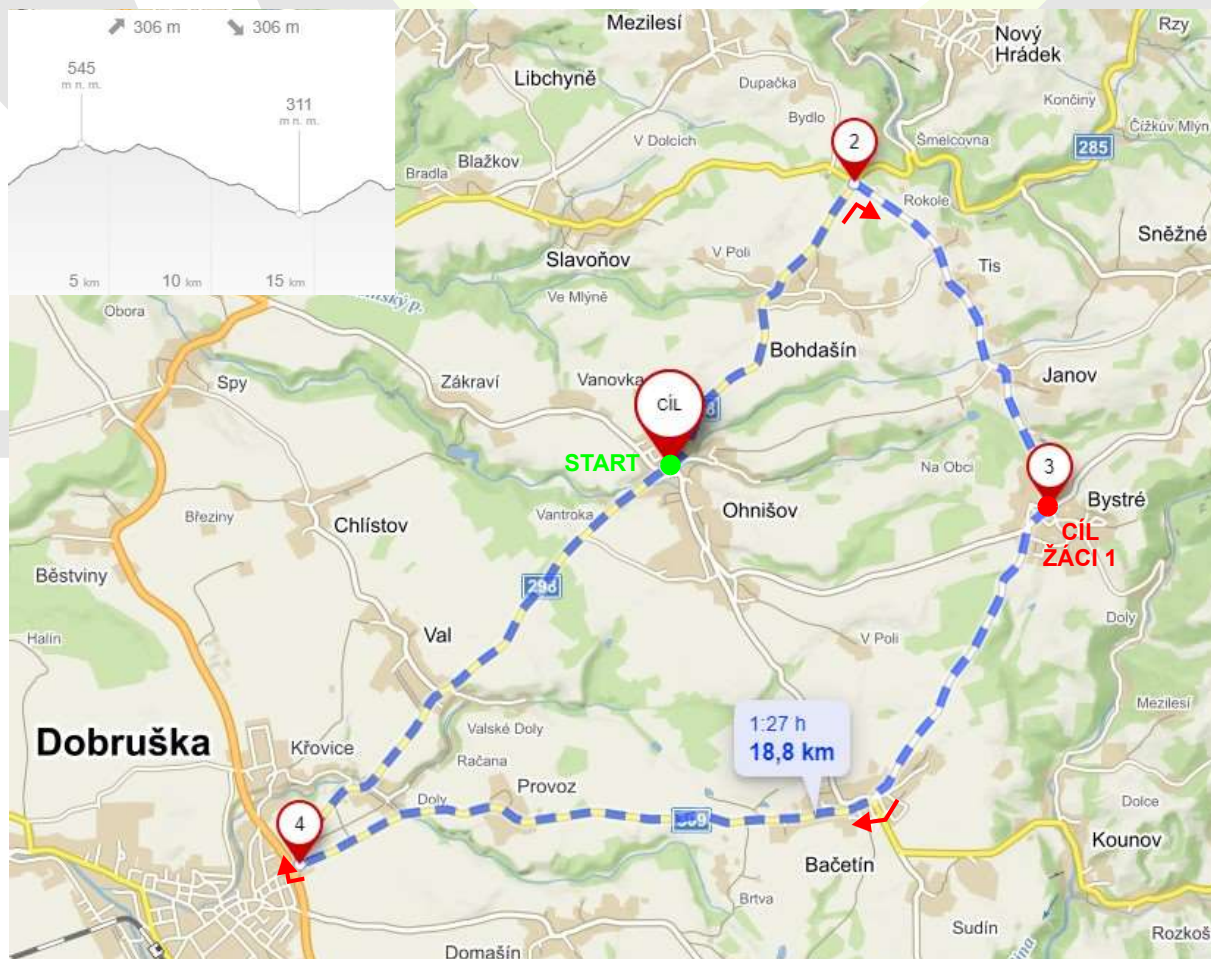 306 m 306 m
545
m n. m.
311
m n. m.
5 km 10 km 15 km
Mezilesí
Nový
Hrádek
Rzy
Libchyně
Dupačka
Končiny
Bydlo
Čížkův Mlýn
V Dolcích
2
Šmelcovna
285
Blažkov
Bradla
Rokole
Sněžné
V Poli
Slavoňov
Tis
Ve Mlýně
Obora
Bohdašín
Spy
Zákraví
Vanovka
Janov
CÍL
START
Na Obci
3
Bystré
Březiny
Chlístov
Vantroka
Ohnišov
CÍL
ŽÁCI 1
Běstviny
298
Doly
Halín
Val
V Poli
Mezilesí
1:27 h
18,8 km
Valské Doly
Dobruška
Křovice
Račana
Provoz
Doly
Dolce
4
309
Kounov
Bačetín
Brtva
Sudín
Domašín